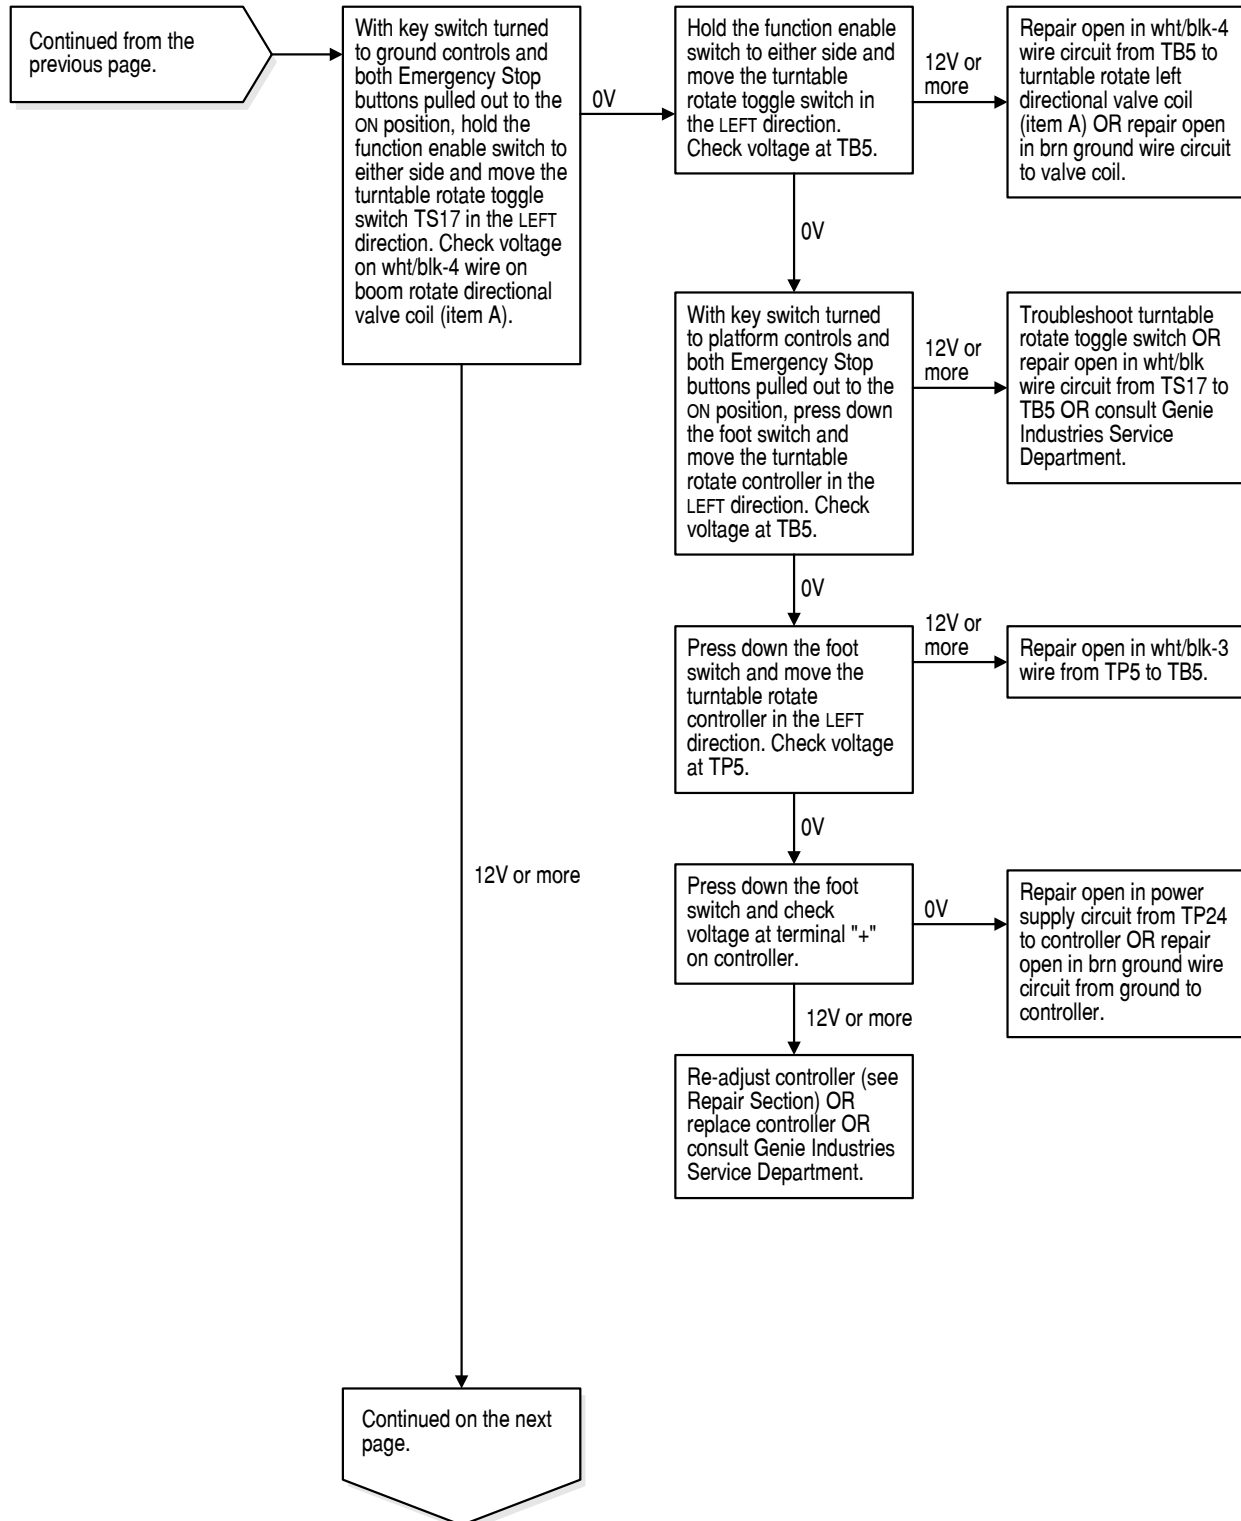 Continued from the
previous page.
With key switch turned
to ground controls and
both Emergency Stop
buttons pulled out to the
ON position, hold the
function enable switch to
either side and move the
turntable rotate toggle
switch TS17 in the LEFT
direction. Check voltage
on wht/blk-4 wire on
boom rotate directional
valve coil (item A).
0V
Hold the function enable
switch to either side and
move the turntable
rotate toggle switch in
the LEFT direction.
Check voltage at TB5.
12V or
more
Repair open in wht/blk-4
wire circuit from TB5 to
turntable rotate left
directional valve coil
(item A) OR repair open
in brn ground wire circuit
to valve coil.
0V
With key switch turned
to platform controls and
both Emergency Stop
buttons pulled out to the
ON position, press down
the foot switch and
move the turntable
rotate controller in the
LEFT direction. Check
voltage at TB5.
12V or
more
Troubleshoot turntable
rotate toggle switch OR
repair open in wht/blk
wire circuit from TS17 to
TB5 OR consult Genie
Industries Service
Department.
0V
Press down the foot
switch and move the
turntable rotate
controller in the LEFT
direction. Check voltage
at TP5.
12V or
more
Repair open in wht/blk-3
wire from TP5 to TB5.
0V
Press down the foot
switch and check
voltage at terminal "+"
on controller.
0V
Repair open in power
supply circuit from TP24
to controller OR repair
open in brn ground wire
circuit from ground to
controller.
12V or more
Re-adjust controller (see
Repair Section) OR
replace controller OR
consult Genie Industries
Service Department.
12V or more
Continued on the next
page.